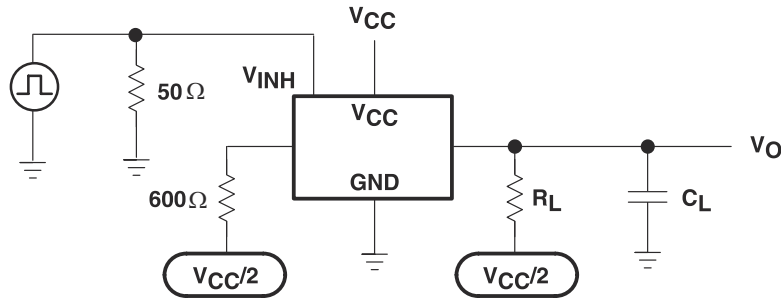 VCC
VINH
50Ω
VCC
VO
GND
600Ω
RL
CL
VCC/2
VCC/2